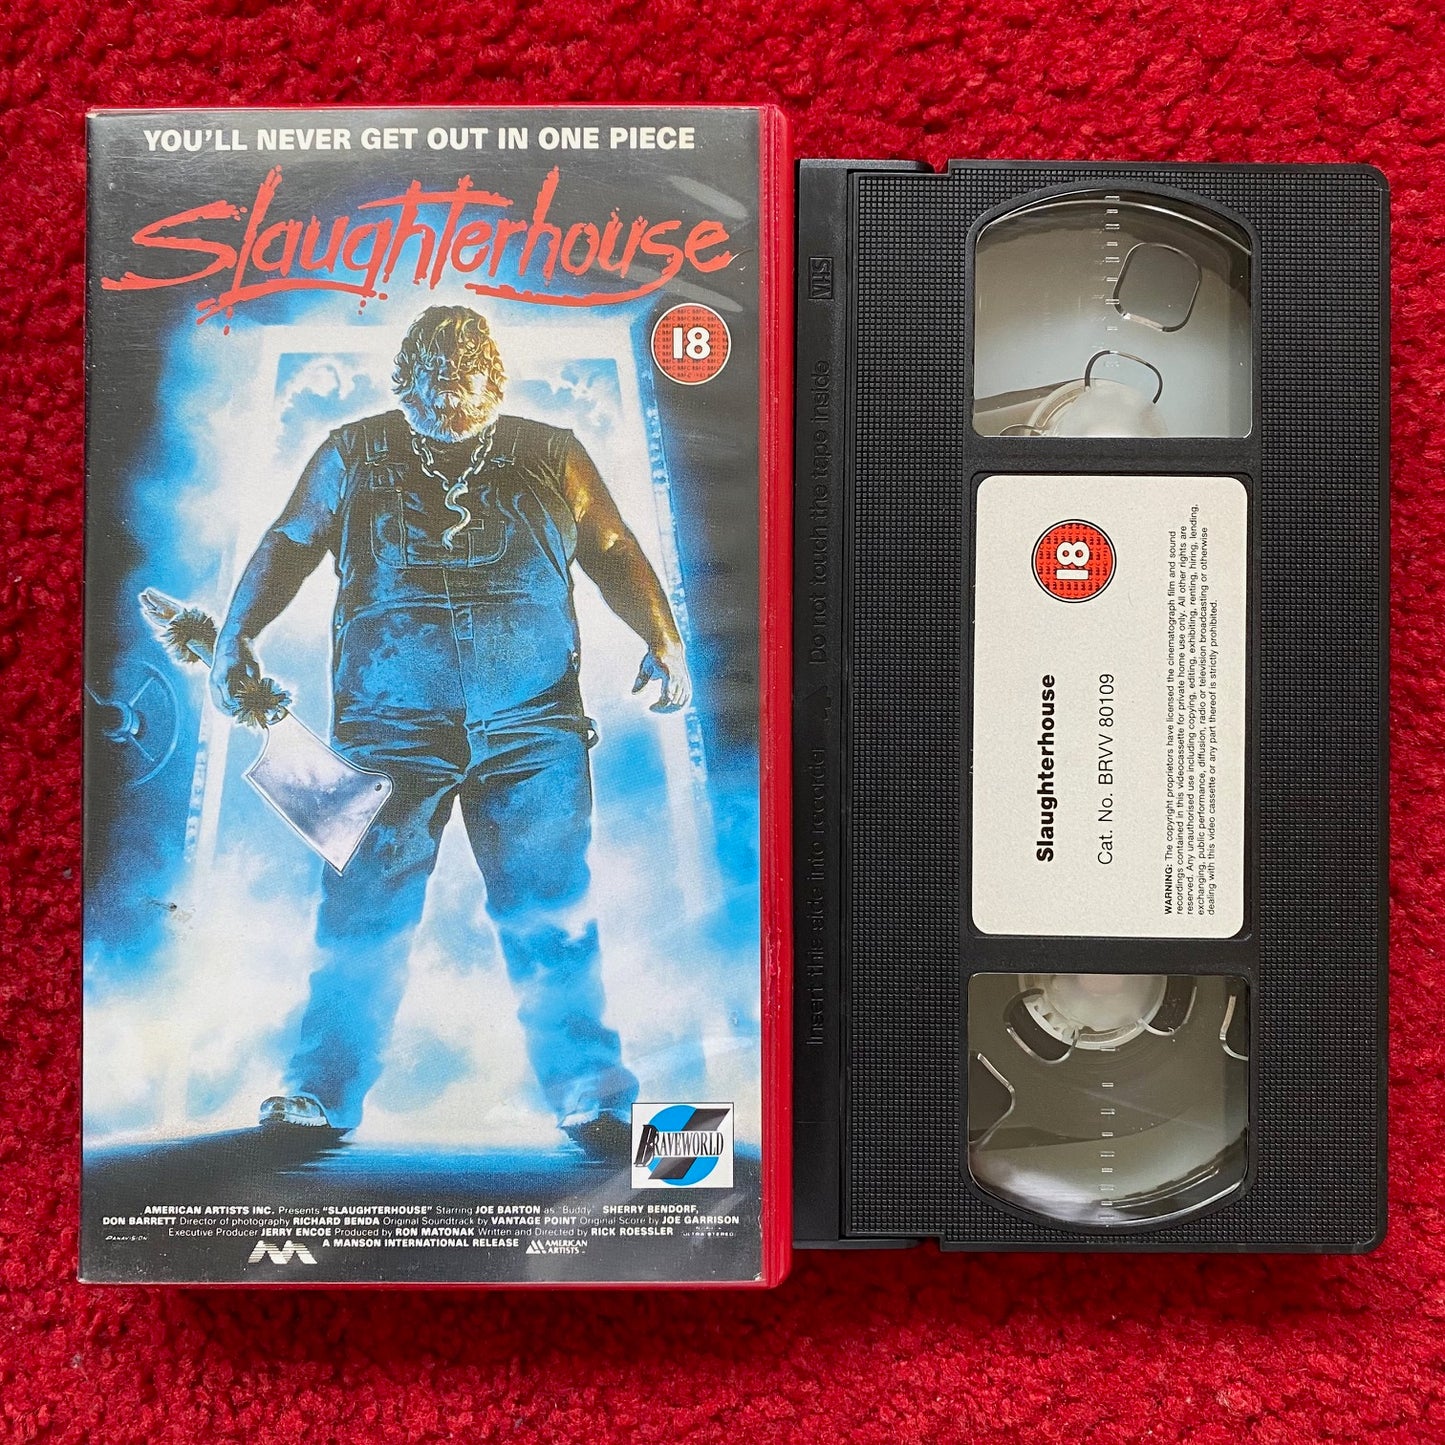 YOU'LL NEVER GET OUT IN ONE PIECE
Slaughterhouse
18
BRAVEWORLD
AMERICAN ARTISTS INC. Presents "SLAUGHTERHOUSE" Starring JOE BARTON as "Buddy" SHERRY BENDORF,
DON BARRETT Director of photography RICHARD BENDA Original Soundtrack by VANTAGE POINT Original Score by JOE GARRISON
Executive Producer JERRY ENCOE Produced by RON MATONAK Written and Directed by RICK ROESSLER
PANAVISION
ULTRA STEREO
A MANSON INTERNATIONAL RELEASE
AMERICAN
ARTISTS
VHS
Do not touch the tape inside
Insert this side into recorder
18
Slaughterhouse
Cat. No. BRVV 80109
WARNING: The copyright proprietors have licensed the cinematograph film and sound
recordings contained in this videocassette for private home use only. All other rights are
reserved. Any unauthorised use including copying, editing, exhibiting, renting, hiring, lending,
exchanging, public performance, diffusion, radio or television broadcasting or otherwise
dealing with this video cassette or any part thereof is strictly prohibited.